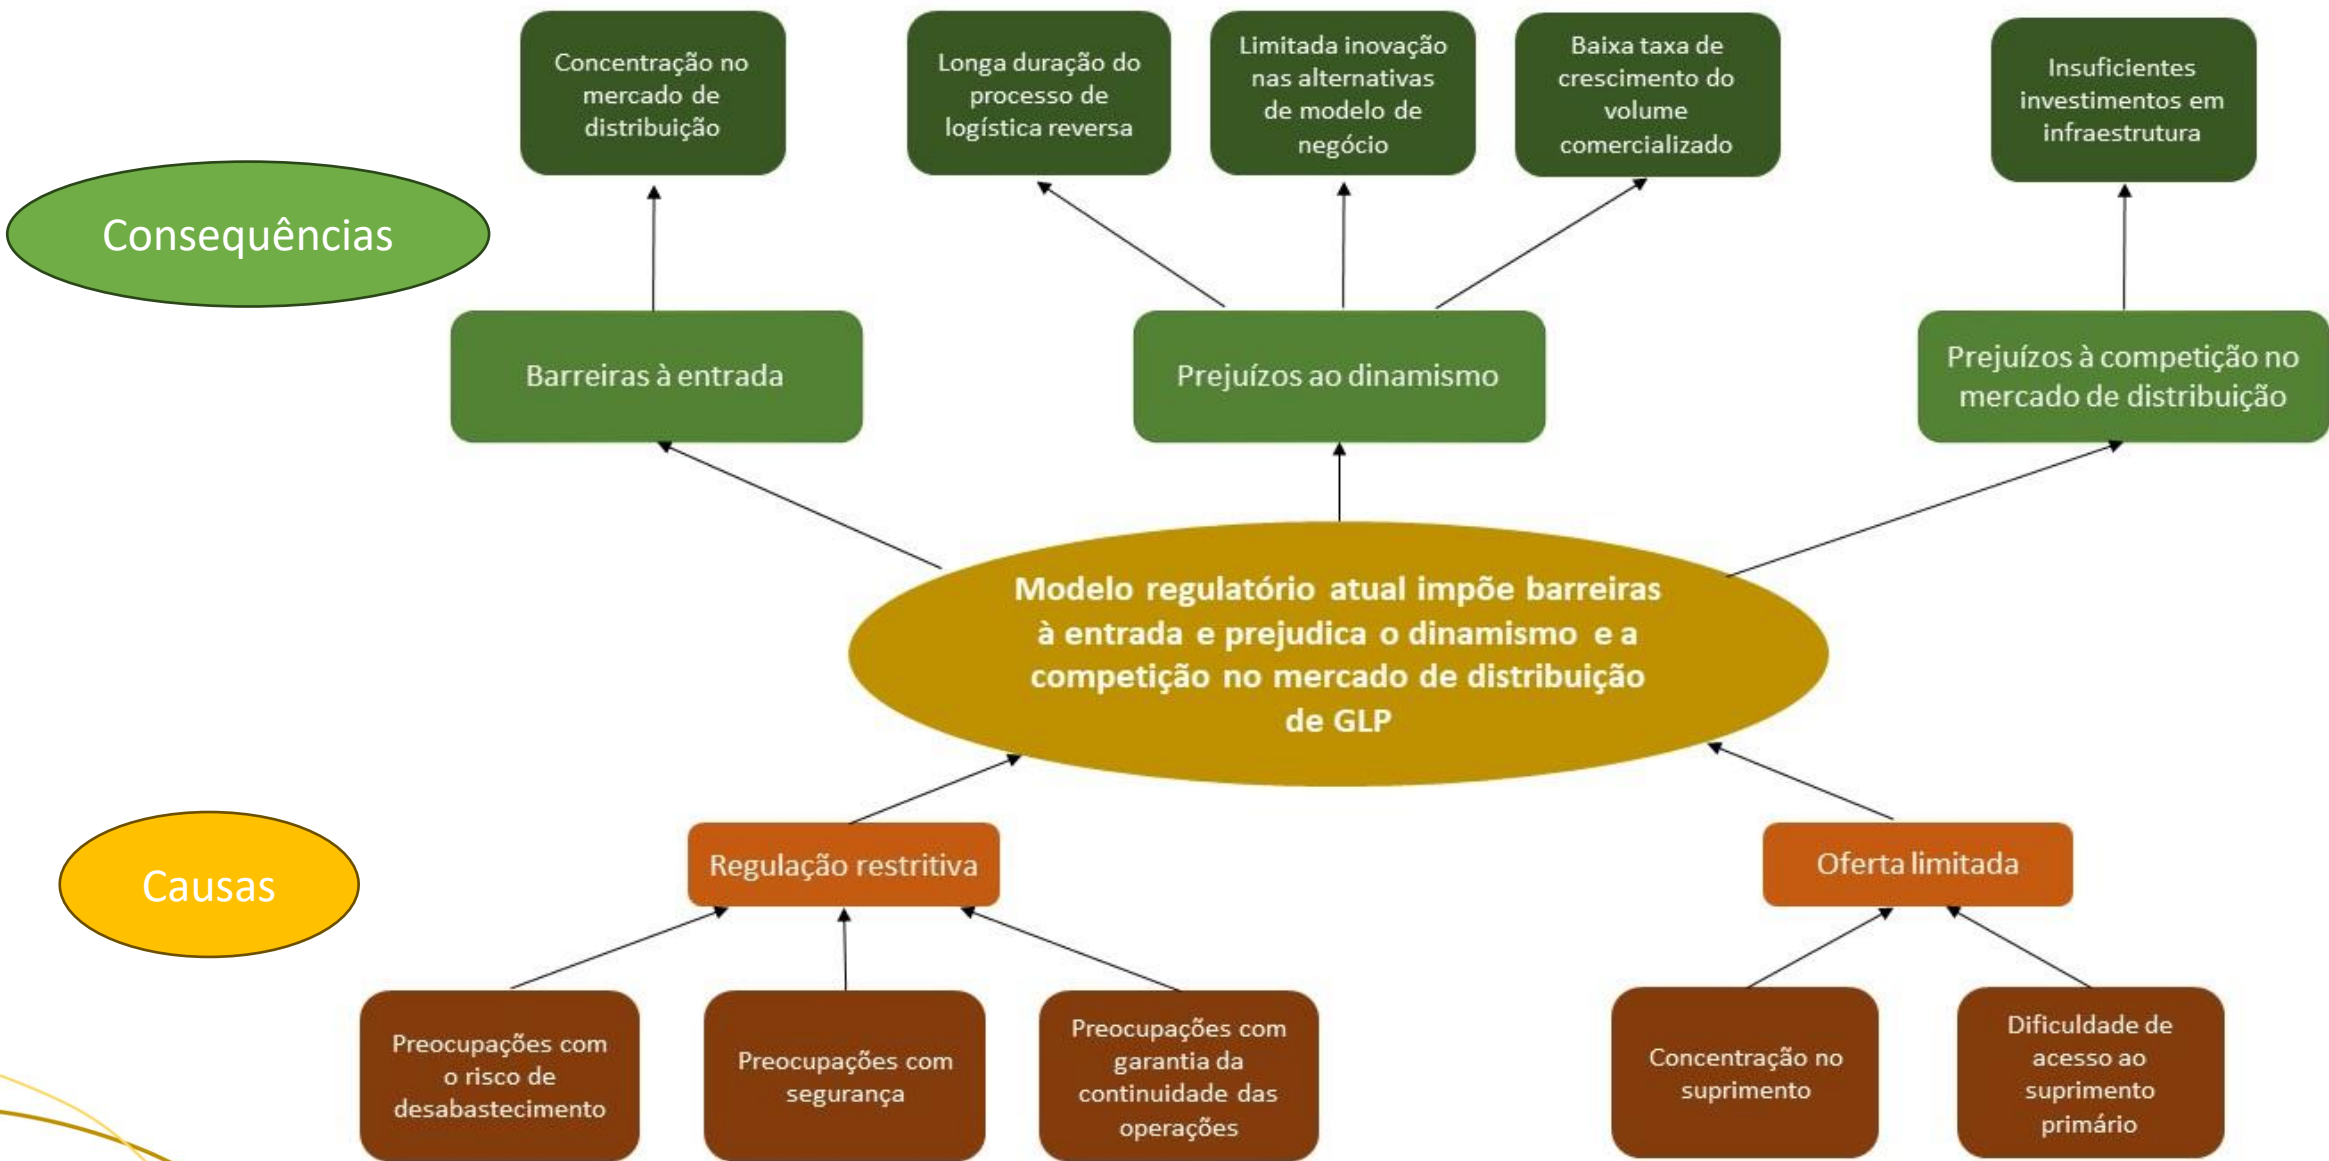 Concentração no
mercado de
distribuição
Longa duração do
processo de
logística reversa
Limitada inovação
nas alternativas
de modelo de
negócio
Baixa taxa de
crescimento do
volume
comercializado
Insuficientes
investimentos em
infraestrutura
Consequências
Barreiras à entrada
Prejuízos ao dinamismo
Prejuízos à competição no
mercado de distribuição
Modelo regulatório atual impõe barreiras
à entrada e prejudica o dinamismo e a
competição no mercado de distribuição
de GLP
Causas
Regulação restritiva
Oferta limitada
Preocupações com
o risco de
desabastecimento
Preocupações com
segurança
Preocupações com
garantia da
continuidade das
operações
Concentração no
suprimento
Dificuldade de
acesso ao
suprimento
primário